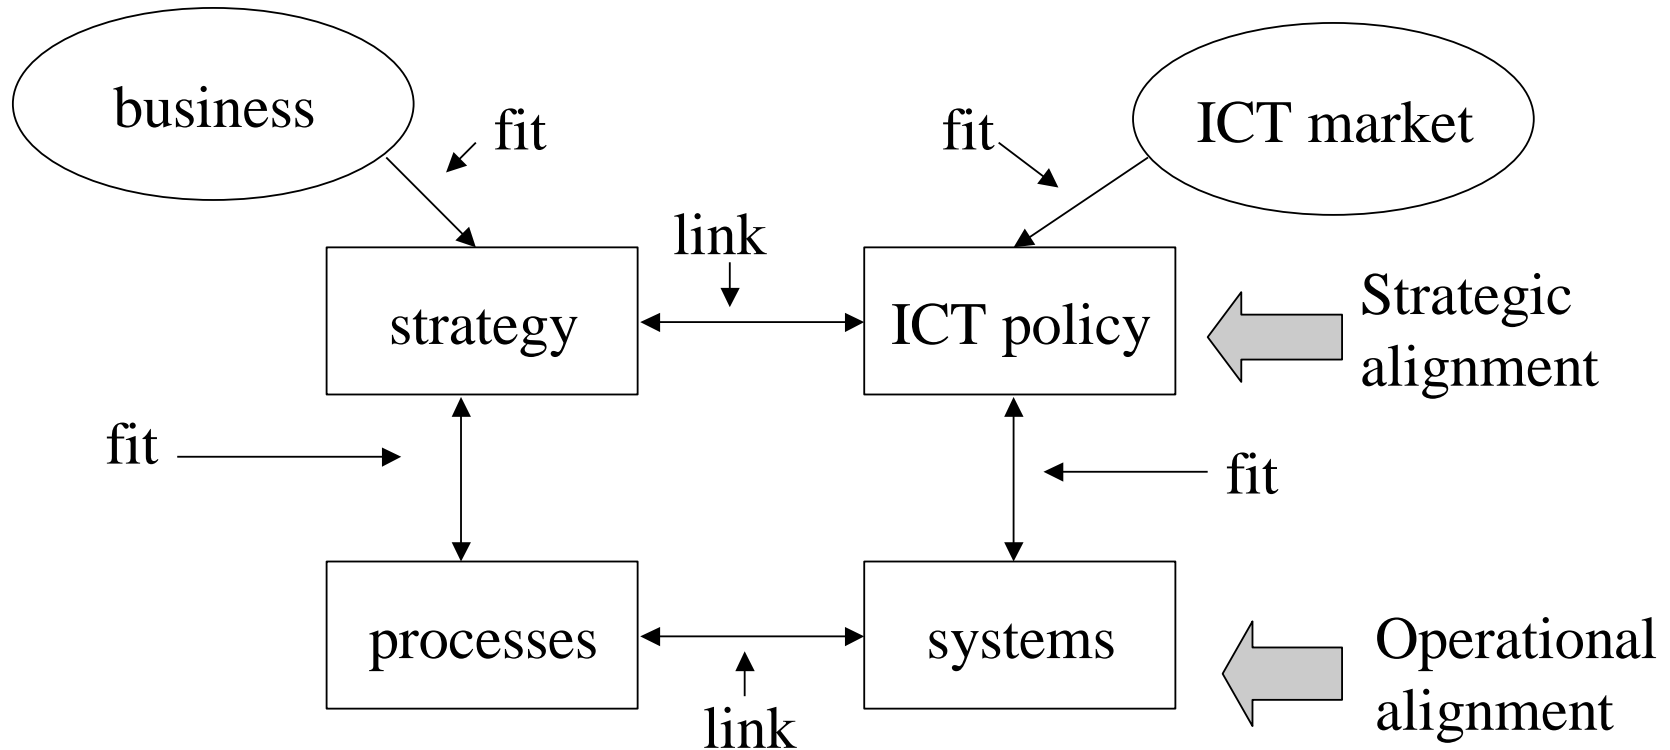 business
fit
fit
ICT market
link
strategy
ICT policy
Strategic
alignment
fit
fit
processes
systems
Operational
alignment
link